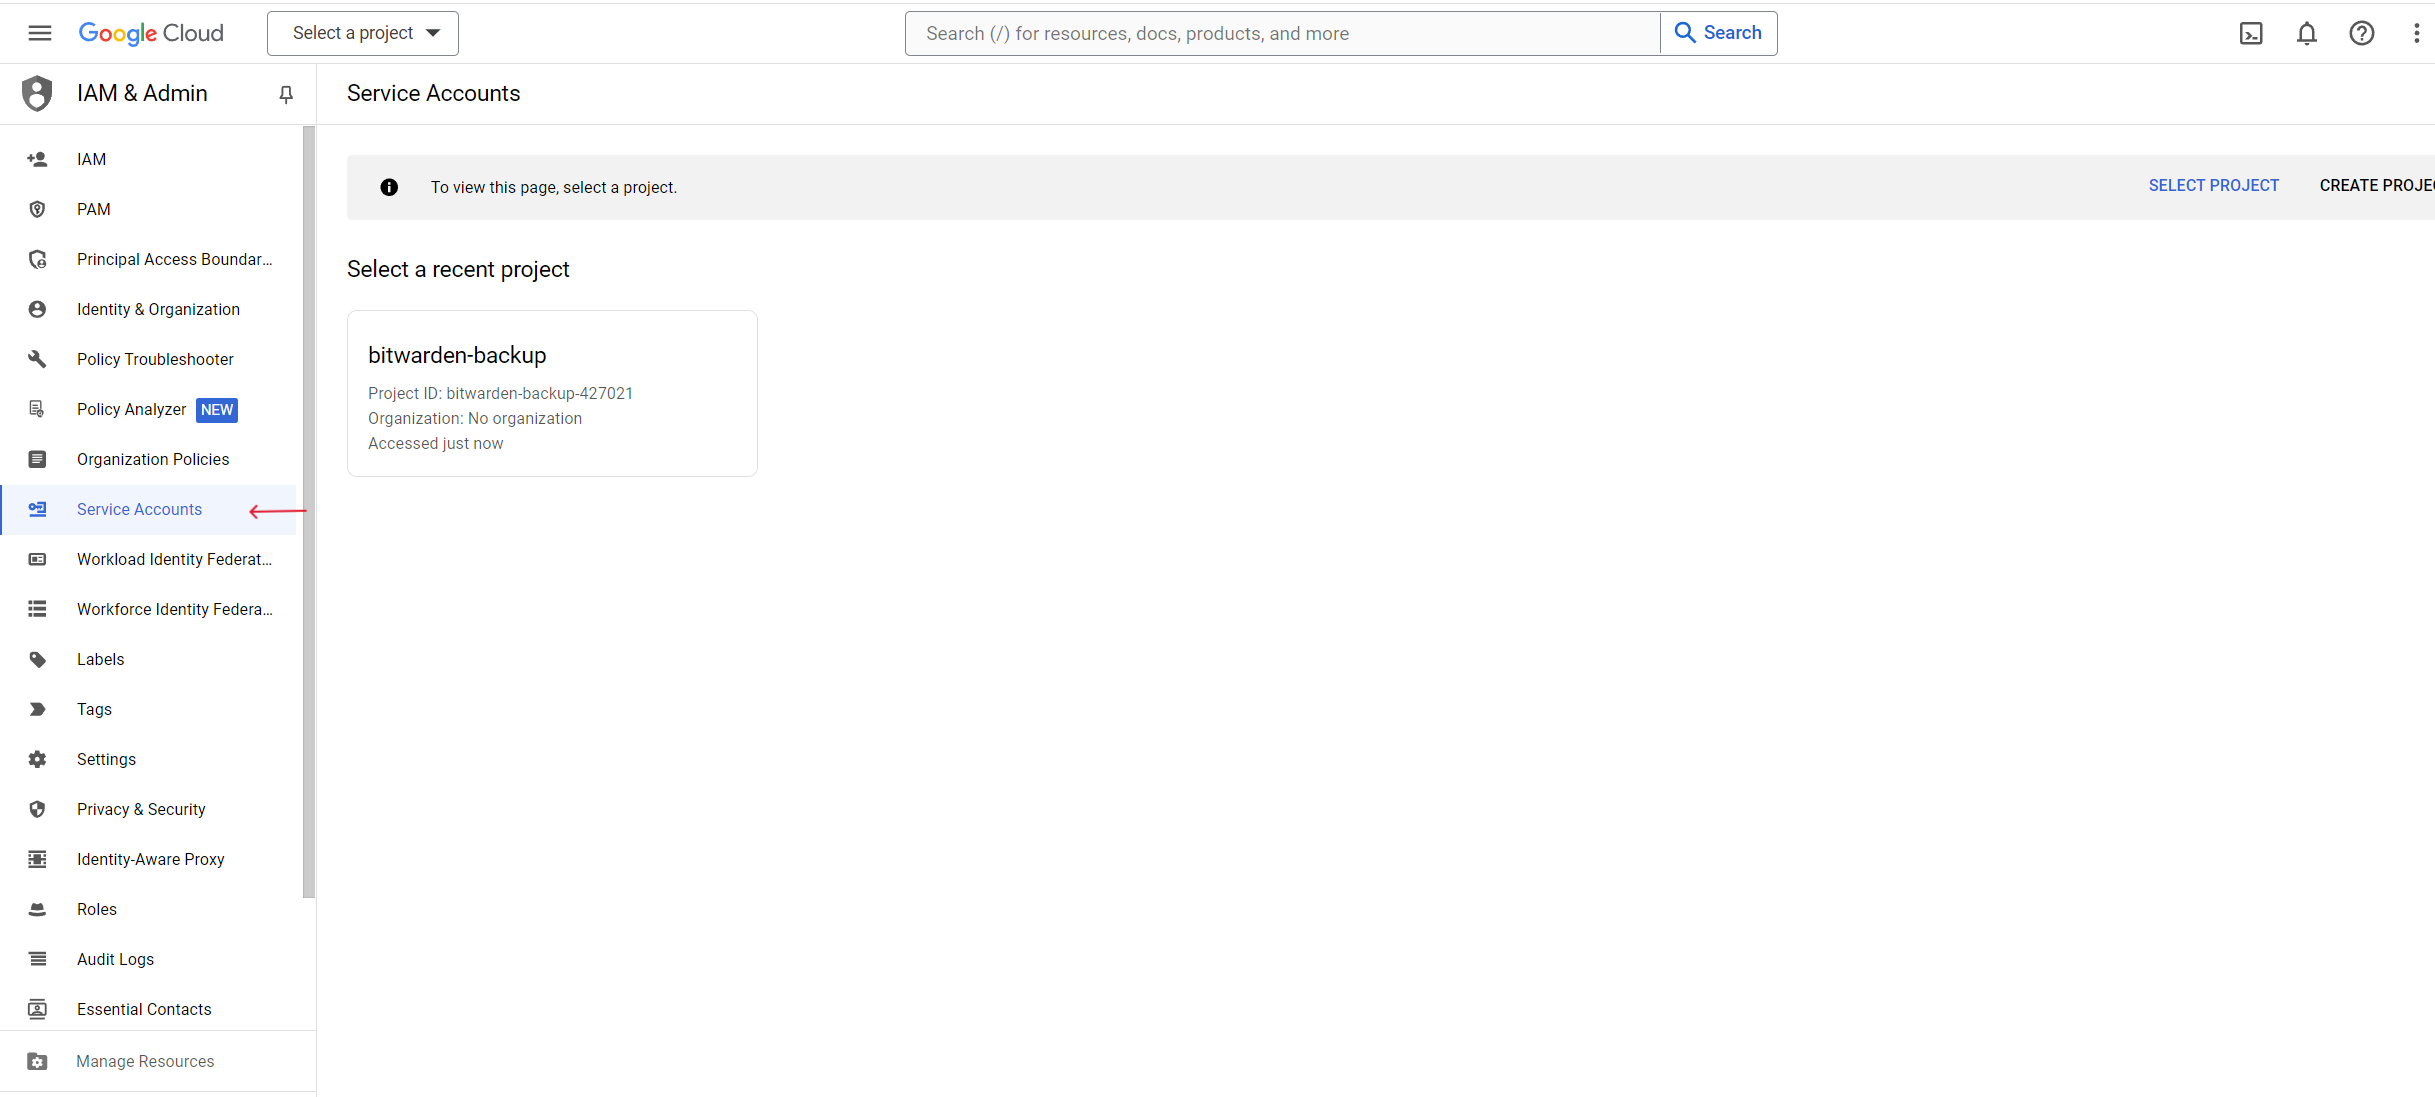 Google Cloud
Select a project
Search (/) for resources, docs, products, and more
Search
IAM & Admin
Service Accounts
IAM
PAM
Principal Access Boundar...
Identity & Organization
Policy Troubleshooter
Policy Analyzer NEW
Organization Policies
Service Accounts
Workload Identity Federat...
Workforce Identity Federa...
Labels
Tags
Settings
Privacy & Security
Identity-Aware Proxy
Roles
Audit Logs
Essential Contacts
Manage Resources
To view this page, select a project.
SELECT PROJECT
CREATE PROJE
Select a recent project
bitwarden-backup
Project ID: bitwarden-backup-427021
Organization: No organization
Accessed just now